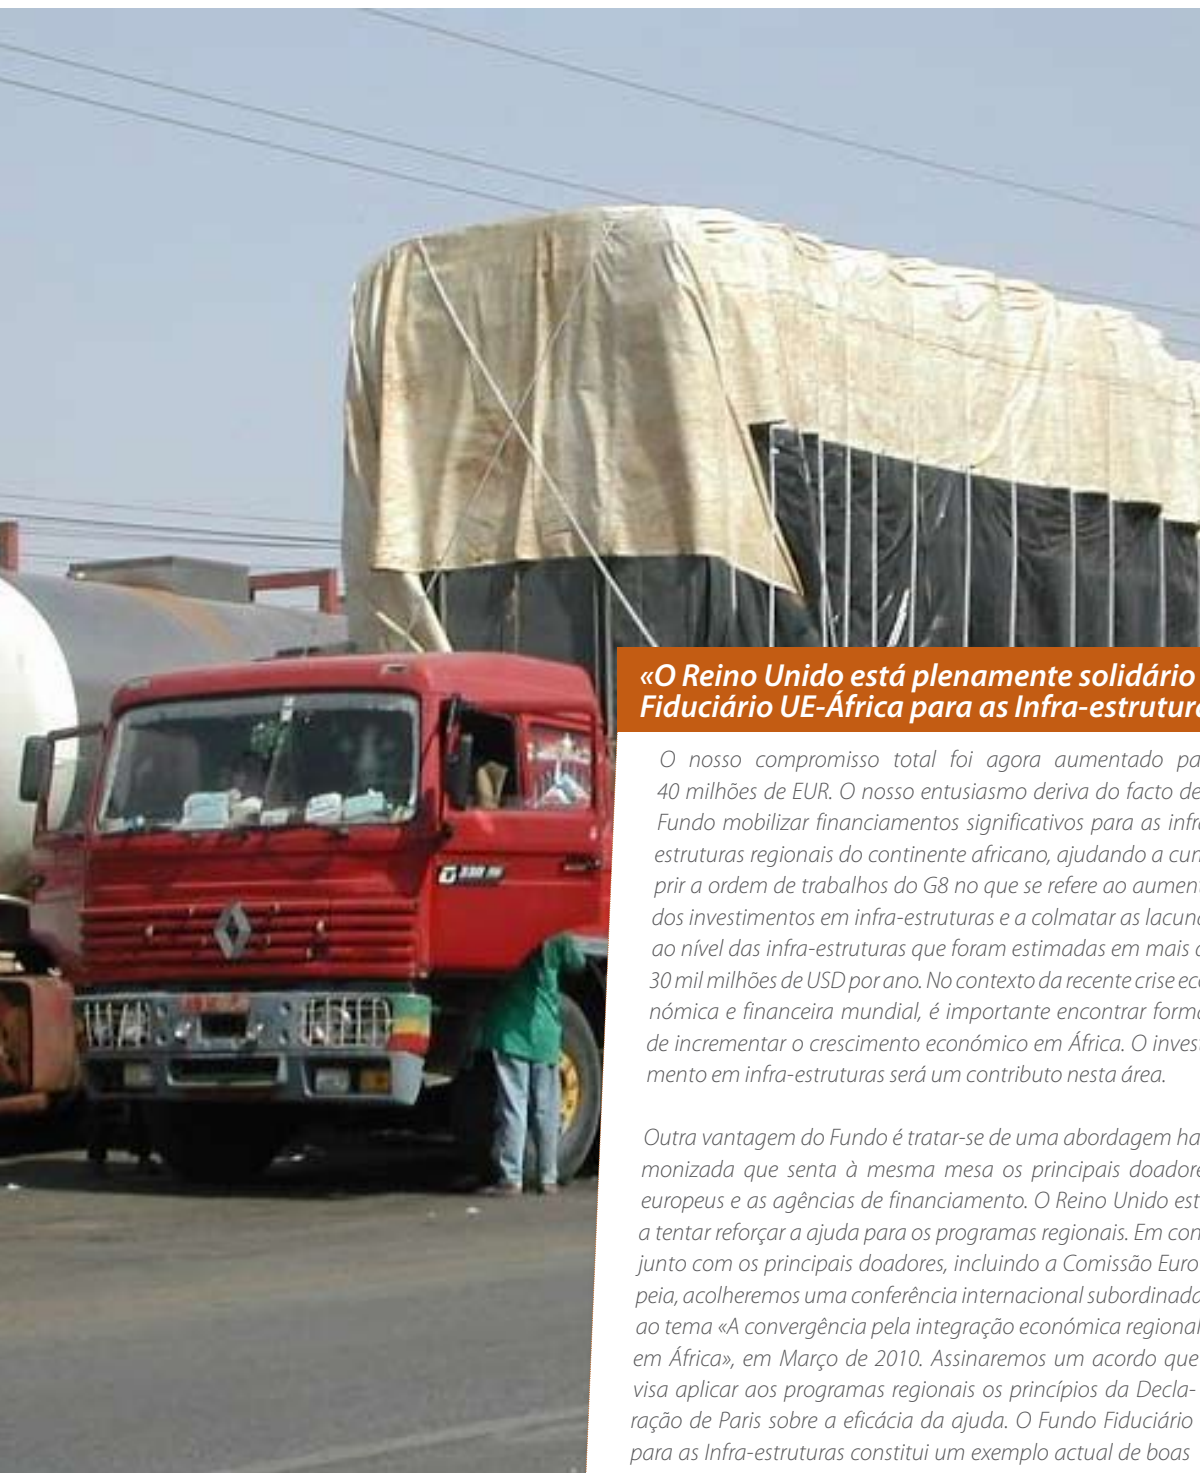 «O Reino Unido está plenamente solidário
Fiduciário UE-África para as Infra-estrutur
O nosso compromisso total foi agora aumentado pa
40 milhões de EUR. O nosso entusiasmo deriva do facto de
Fundo mobilizar financiamentos significativos para as infr
estruturas regionais do continente africano, ajudando a cum
prir a ordem de trabalhos do G8 no que se refere ao aument
dos investimentos em infra-estruturas e a colmatar as lacuna
ao nível das infra-estruturas que foram estimadas em mais d
30 mil milhões de USD por ano. No contexto da recente crise eco
nómica e financeira mundial, é importante encontrar forma
de incrementar o crescimento económico em África. O invest
mento em infra-estruturas será um contributo nesta área.
Outra vantagem do Fundo é tratar-se de uma abordagem ha
monizada que senta à mesma mesa os principais doadore
europeus e as agências de financiamento. O Reino Unido est
a tentar reforçar a ajuda para os programas regionais. Em con
junto com os principais doadores, incluindo a Comissão Euro
peia, acolheremos uma conferência internacional subordinada
ao tema «A convergência pela integração económica regional
em África», em Março de 2010. Assinaremos um acordo que
visa aplicar aos programas regionais os princípios da Decla-
ração de Paris sobre a eficácia da ajuda. O Fundo Fiduciário
para as Infra-estruturas constitui um exemplo actual de boas